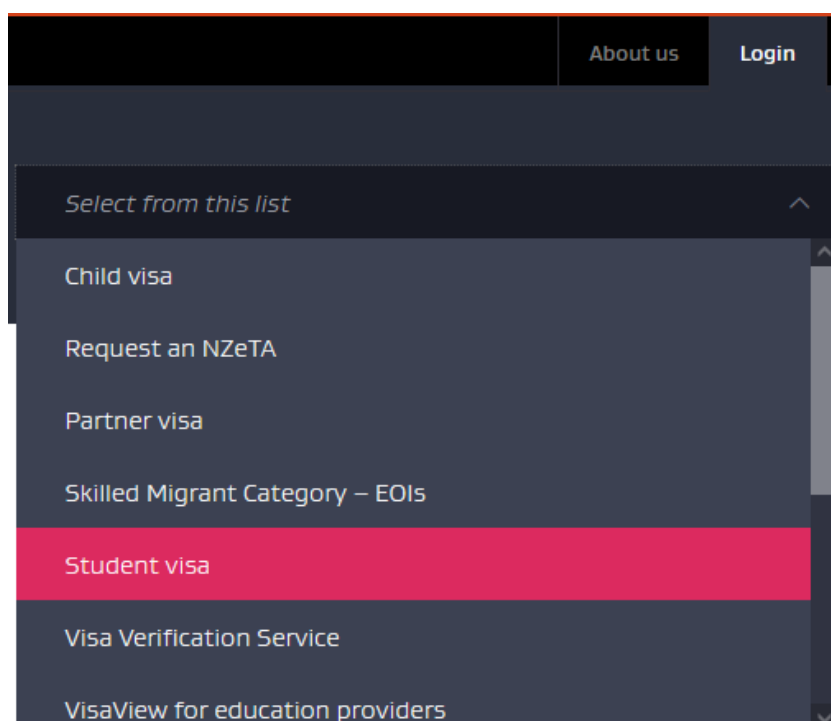 About us
Login
Select from this list
Child visa
Request an NZeTA
Partner visa
Skilled Migrant Category – EOIs
Student visa
Visa Verification Service
VisaView for education providers